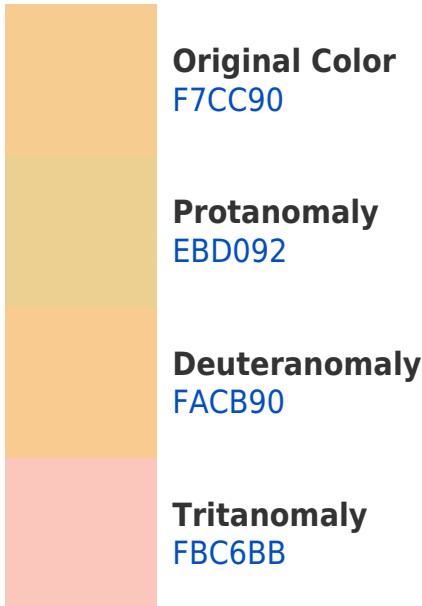 Original Color
F7CC90
Protanomaly
EBD092
Deuteranomaly
FACB90
Tritanomaly
FBC6BB